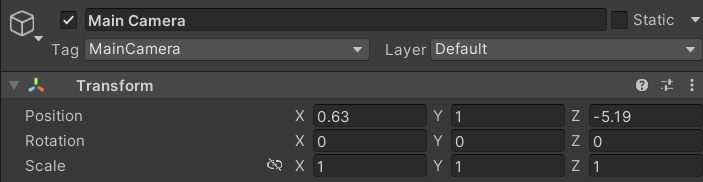 Main Camera Static
Tag MainCamera Layer Default
Transform
Position X 0.63 Y 1 Z -5.19
Rotation X 0 Y 0 Z 0
Scale X 1 Y 1 Z 1